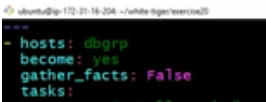 ubuntu@ip-172-31-16-204: ~/white-tiger/exercise20
---
- hosts: dbgrp
become: yes
gather_facts: False
tasks: